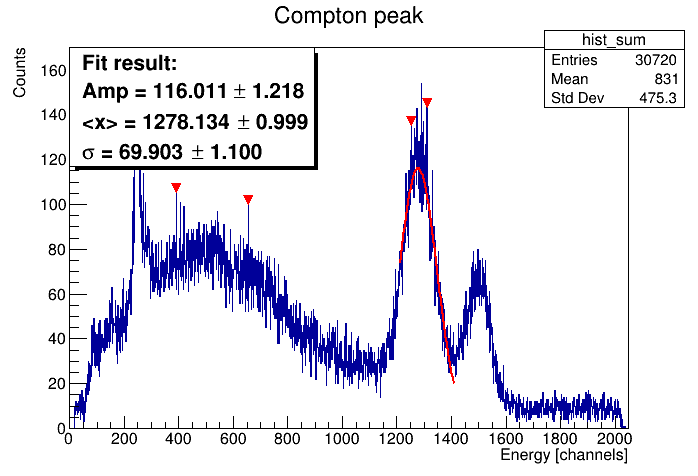 Compton peak
hist_sum
Entries 30720
Mean 831
Std Dev 475.3
Fit result:
Amp = 116.011 ± 1.218
<x> = 1278.134 ± 0.999
σ = 69.903 ± 1.100
Counts
160
140
120
100
80
60
40
20
0
0 200 400 600 800 1000 1200 1400 1600 1800 2000
Energy [channels]